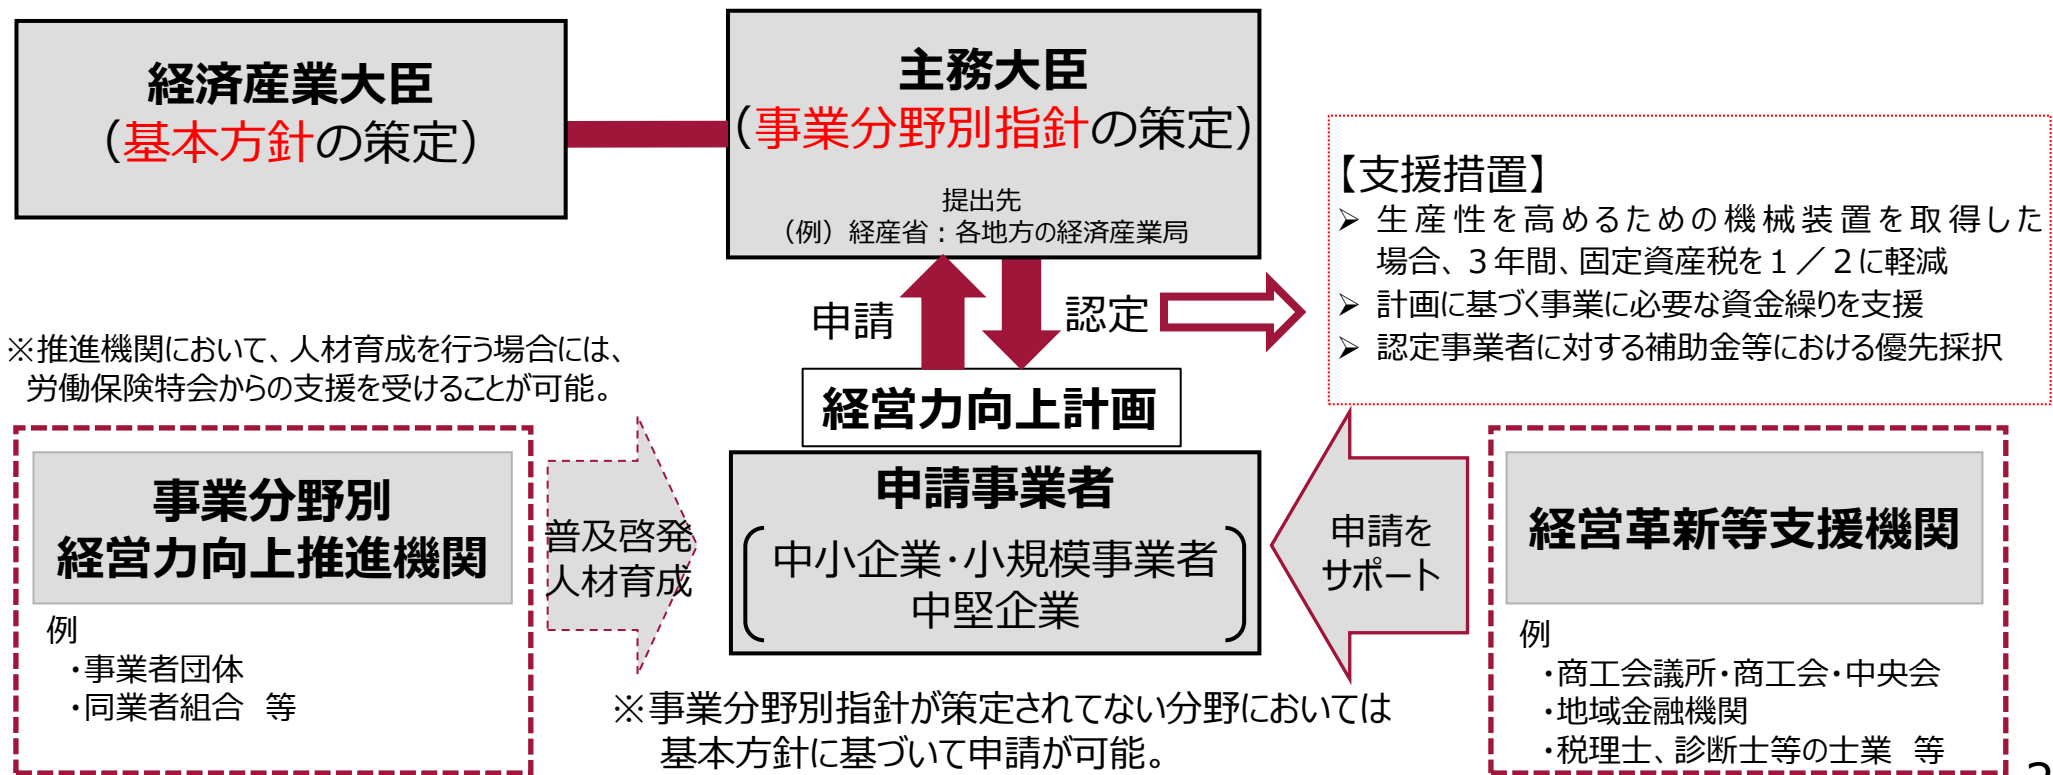 経済産業大臣
（基本方針の策定）
主務大臣
（事業分野別指針の策定）
提出先
（例）経産省：各地方の経済産業局
【支援措置】
➢ 生産性を高めるための機械装置を取得した
場合、３年間、固定資産税を１／２に軽減
➢ 計画に基づく事業に必要な資金繰りを支援
➢ 認定事業者に対する補助金等における優先採択
申請
認定
※推進機関において、人材育成を行う場合には、
労働保険特会からの支援を受けることが可能。
経営力向上計画
事業分野別
経営力向上推進機関
例
・事業者団体
・同業者組合　等
普及啓発
人材育成
申請事業者
中小企業・小規模事業者
中堅企業
申請を
サポート
経営革新等支援機関
例
・商工会議所・商工会・中央会
・地域金融機関
・税理士、診断士等の士業　等
※事業分野別指針が策定されてない分野においては
基本方針に基づいて申請が可能。